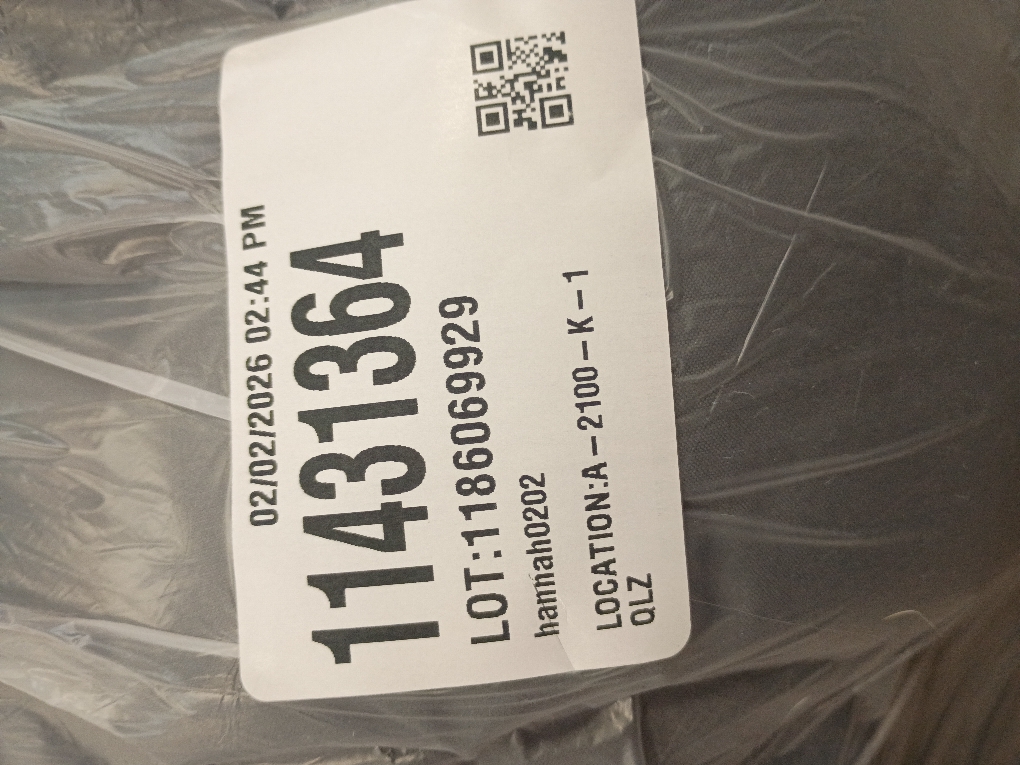 02/02/2026 02:44 PM
11431364
LOT:1186069929
hannah0202
LOCATION:A-2100-K-1
QLZ